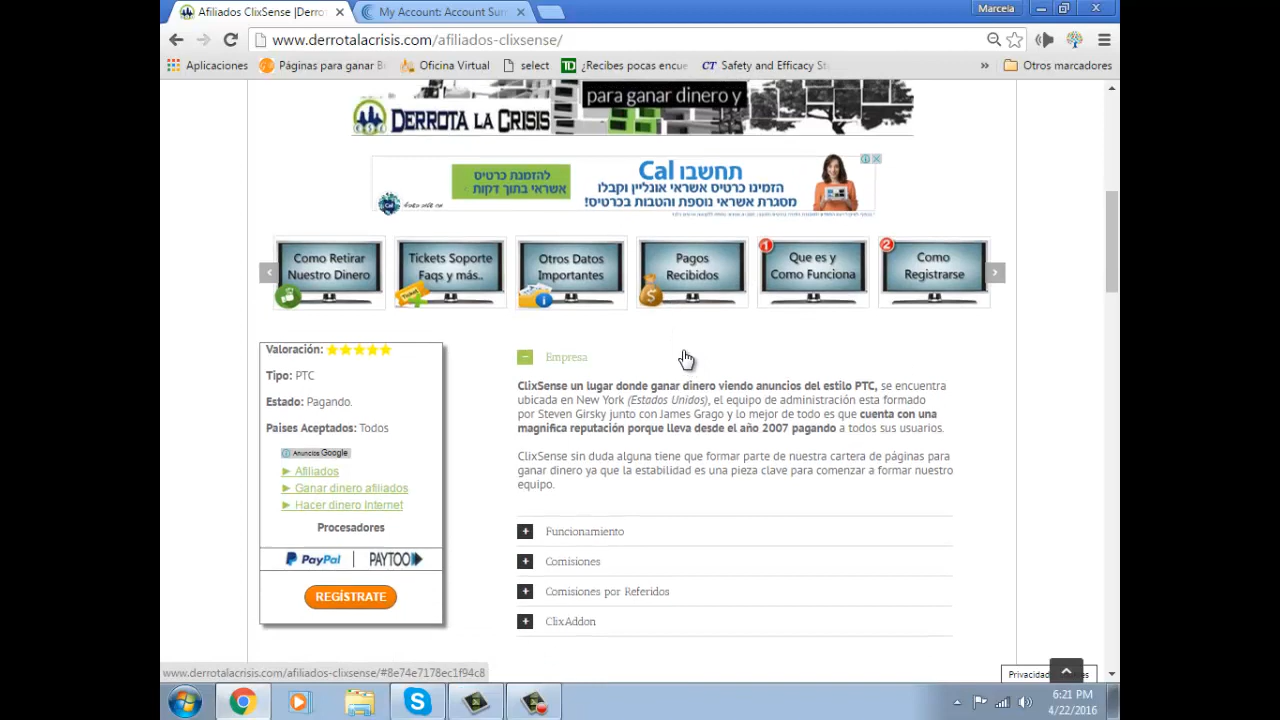 Afiliados ClixSense |Derro
My Account: Account Sum
Marcela
www.derrotalacrisis.com/afiliados-clixsense/
Aplicaciones
Páginas para ganar
Oficina Virtual
select
TD
¿Recibes pocas encue
CT
Safety and Efficacy St
»
Otros marcadores
para ganar dinero y
DERROTA LA CRISIS
להזמנת כרטיס
אשראי בתוך דקות
תחשבו Cal
הזמינו כרטיס אשראי אונליין וקבלו
מסגרת אשראי נוספת והטבות בכרטיס!
Cal
Como Retirar
Nuestro Dinero
Tickets Soporte
Faqs y más..
Ticket
Otros Datos
Importantes
Pagos
Recibidos
1
Que es y
Como Funciona
2
Como
Registrarse
Valoración:
Tipo: PTC
Estado: Pagando.
Paises Aceptados: Todos
Anuncios Google
► Afiliados
► Ganar dinero afiliados
► Hacer dinero Internet
Procesadores
PayPal | PAYTOO
REGÍSTRATE
Empresa
ClixSense un lugar donde ganar dinero viendo anuncios del estilo PTC, se encuentra
ubicada en New York (Estados Unidos), el equipo de administración esta formado
por Steven Girsky junto con James Grago y lo mejor de todo es que cuenta con una
magnifica reputación porque lleva desde el año 2007 pagando a todos sus usuarios.
ClixSense sin duda alguna tiene que formar parte de nuestra cartera de páginas para
ganar dinero ya que la estabilidad es una pieza clave para comenzar a formar nuestro
equipo.
Funcionamiento
Comisiones
Comisiones por Referidos
ClixAddon
www.derrotalacrisis.com/afiliados-clixsense/#8e74e7178ec1f94c8
Privacidad
6:21 PM
4/22/2016